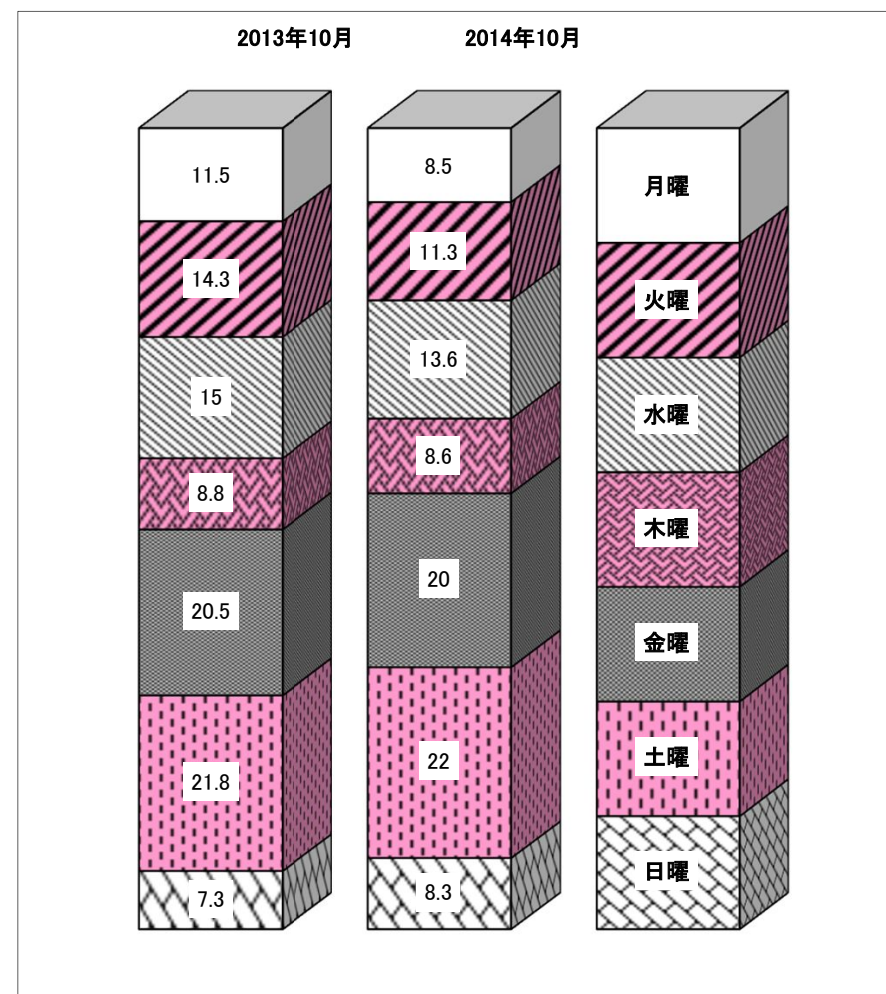 2013年10月 2014年10月
11.5 8.5 月曜
14.3 11.3 火曜
15 13.6 水曜
8.8 8.6 木曜
20.5 20 金曜
21.8 22 土曜
7.3 8.3 日曜